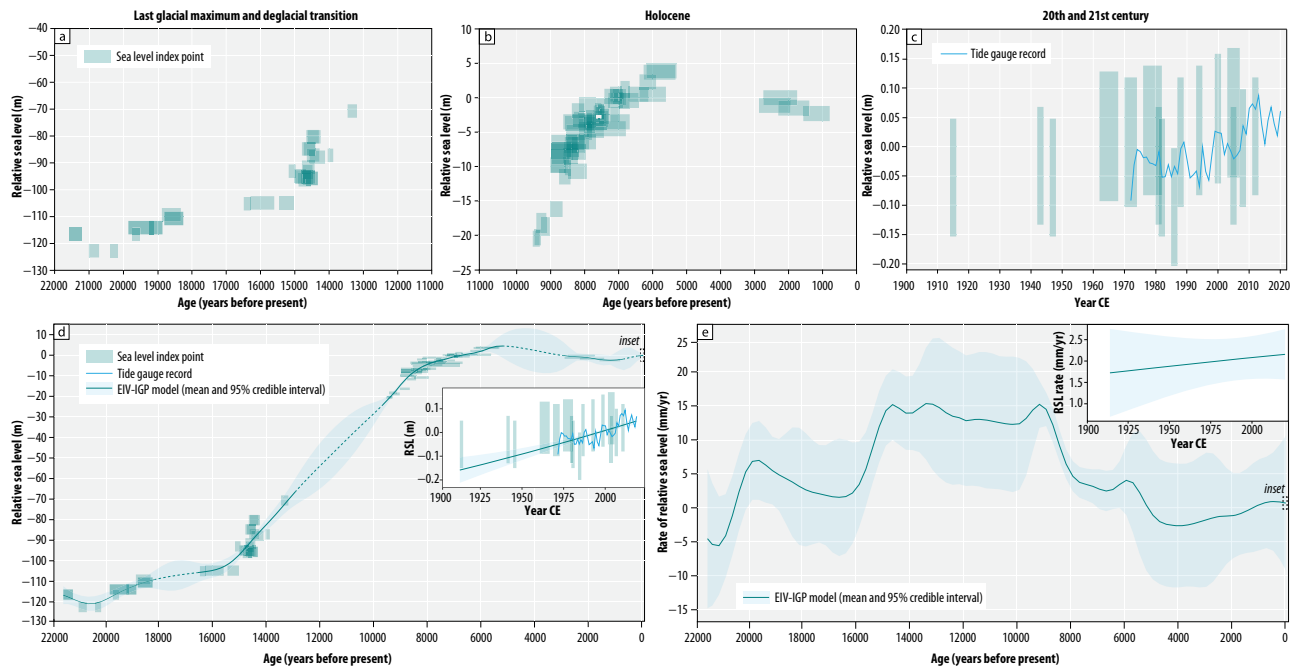 Last glacial maximum and deglacial transition
a
Sea level index point
Relative sea level (m)
−40
−50
−60
−70
−80
−90
−100
−110
−120
−130
22000 21000 20000 19000 18000 17000 16000 15000 14000 13000 12000 11000
Age (years before present)
Holocene
b
Relative sea level (m)
10
5
0
−5
−10
−15
−20
−25
11000 10000 9000 8000 7000 6000 5000 4000 3000 2000 1000 0
Age (years before present)
20th and 21st century
c
Tide gauge record
Relative sea level (m)
0.20
0.15
0.10
0.05
0.00
−0.05
−0.10
−0.15
−0.20
1900 1910 1920 1930 1940 1950 1960 1970 1980 1990 2000 2010 2020
Year CE
d
Sea level index point
Tide gauge record
EIV-IGP model (mean and 95% credible interval)
inset
Relative sea level (m)
10
0
−10
−20
−30
−40
−50
−60
−70
−80
−90
−100
−110
−120
−130
22000 20000 18000 16000 14000 12000 10000 8000 6000 4000 2000 0
Age (years before present)
RSL (m)
0.1
0.0
−0.1
−0.2
1900 1925 1950 1975 2000
Year CE
e
Rate of relative sea level (mm/yr)
25
20
15
10
5
0
−5
−10
−15
22000 20000 18000 16000 14000 12000 10000 8000 6000 4000 2000 0
Age (years before present)
EIV-IGP model (mean and 95% credible interval)
inset
RSL rate (mm/yr)
2.5
2.0
1.5
1.0
1900 1925 1950 1975 2000
Year CE